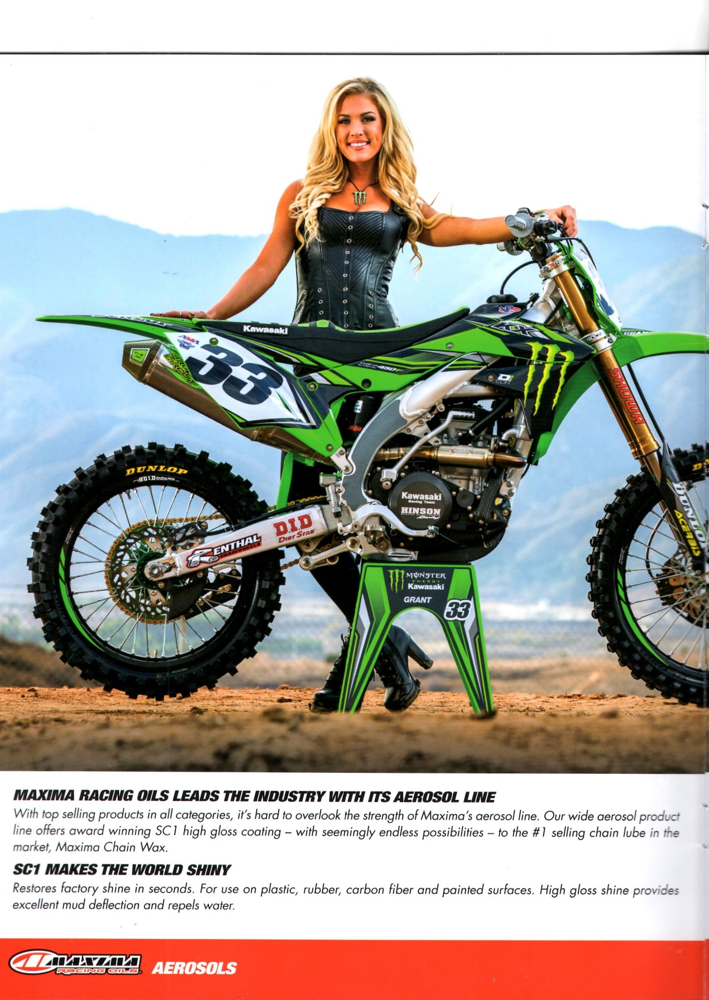 Kawasaki
33
KX450F
SHOWA
DUNLOP
D.I.D
Kawasaki
Racing Team
HINSON
D.I.D
DIRT STAR
RENTHAL
CHAINWHEELS
DUNLOP
ACERBIS
MONSTER
ENERGY
Kawasaki
GRANT
33
MAXIMA RACING OILS LEADS THE INDUSTRY WITH ITS AEROSOL LINE
With top selling products in all categories, it's hard to overlook the strength of Maxima's aerosol line. Our wide aerosol product
line offers award winning SC1 high gloss coating – with seemingly endless possibilities – to the #1 selling chain lube in the
market, Maxima Chain Wax.
SC1 MAKES THE WORLD SHINY
Restores factory shine in seconds. For use on plastic, rubber, carbon fiber and painted surfaces. High gloss shine provides
excellent mud deflection and repels water.
MAXIMA
RACING OILS
AEROSOLS